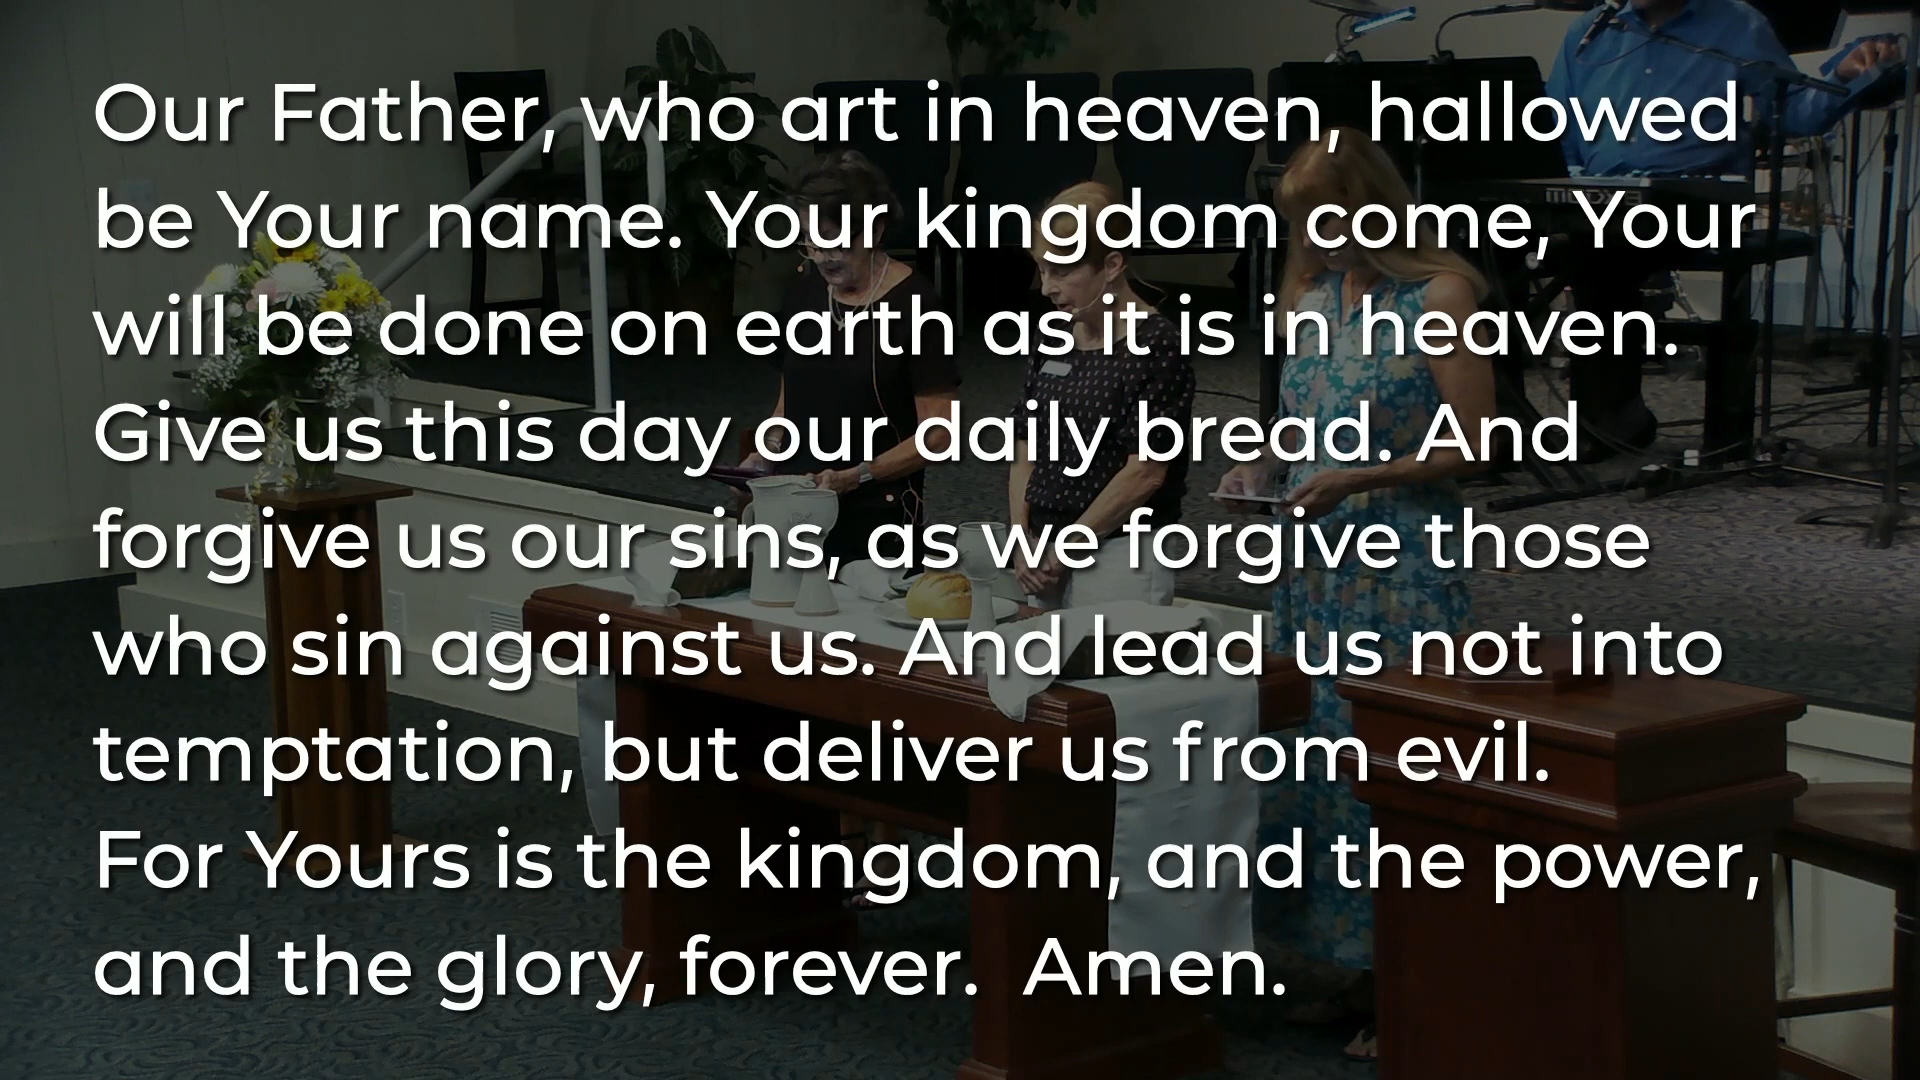 Our Father, who art in heaven, hallowed
be Your name. Your kingdom come, Your
will be done on earth as it is in heaven.
Give us this day our daily bread. And
forgive us our sins, as we forgive those
who sin against us. And lead us not into
temptation, but deliver us from evil.
For Yours is the kingdom, and the power,
and the glory, forever. Amen.